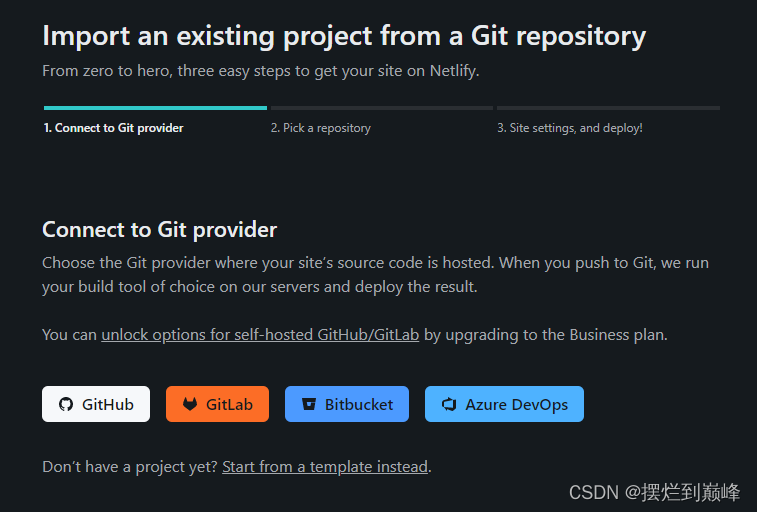 Import an existing project from a Git repository
From zero to hero, three easy steps to get your site on Netlify.
1. Connect to Git provider
2. Pick a repository
3. Site settings, and deploy!
Connect to Git provider
Choose the Git provider where your site's source code is hosted. When you push to Git, we run
your build tool of choice on our servers and deploy the result.
You can unlock options for self-hosted GitHub/GitLab by upgrading to the Business plan.
GitHub
GitLab
Bitbucket
Azure DevOps
Don't have a project yet? Start from a template instead.
CSDN @摆烂到巅峰